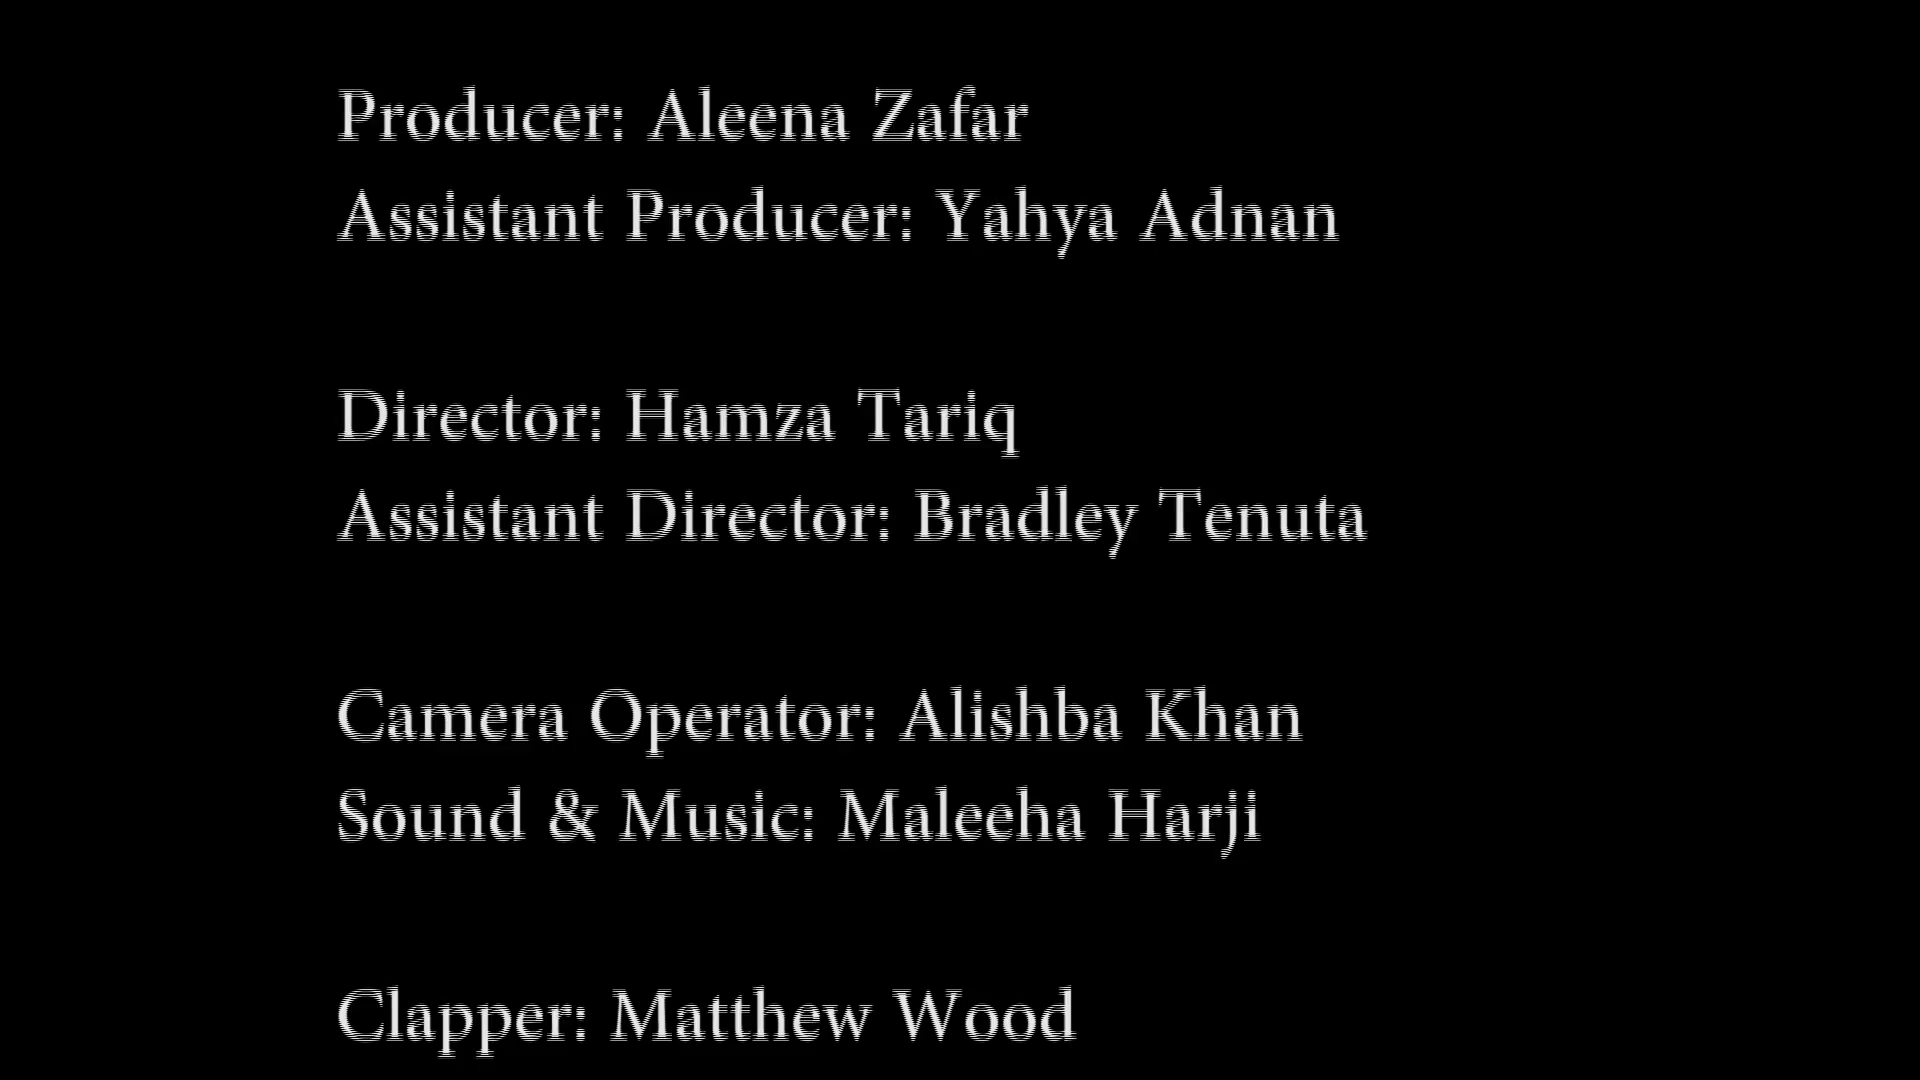 Producer: Aleena Zafar
Assistant Producer: Yahya Adnan
Director: Hamza Tariq
Assistant Director: Bradley Tenuta
Camera Operator: Alishba Khan
Sound & Music: Maleeha Harji
Clapper: Matthew Wood